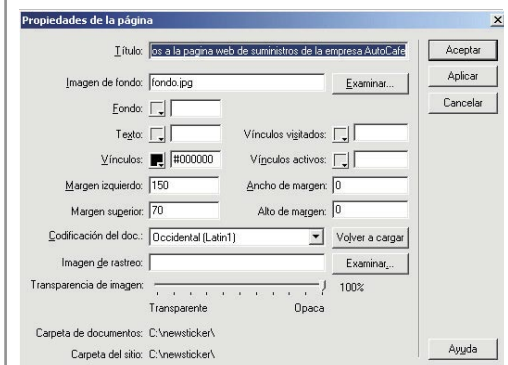 Propiedades de la página
Título: os a la pagina web de suministros de la empresa AutoCafe Aceptar
Imagen de fondo: fondo.jpg Examinar... Aplicar
Fondo: Cancelar
Texto: Vínculos visitados:
Vínculos: #000000 Vínculos activos:
Margen izquierdo: 150 Ancho de margen: 0
Margen superior: 70 Alto de margen: 0
Codificación del doc.: Occidental (Latin1) Volver a cargar
Imagen de rastreo: Examinar...
Transparencia de imagen: 100%
Transparente Opaca
Carpeta de documentos: C:\newsticker\
Carpeta del sitio: C:\newsticker\ Ayuda